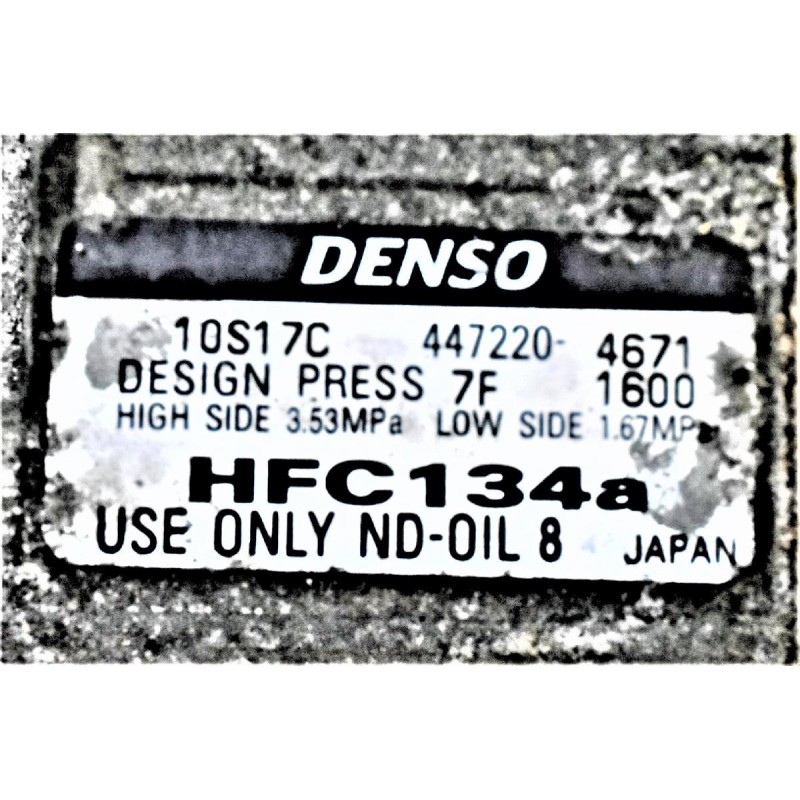 DENSO
10S17C 447220- 4671
DESIGN PRESS 7F 1600
HIGH SIDE 3.53MPa LOW SIDE 1.67MPa
HFC134a
USE ONLY ND-OIL 8 JAPAN